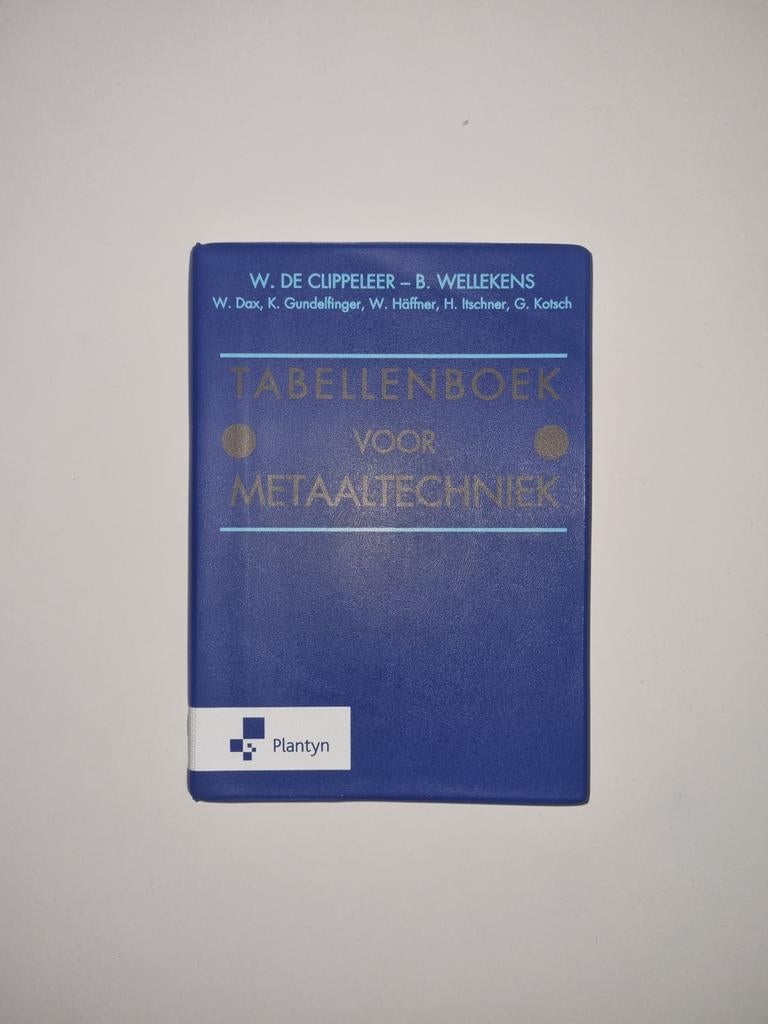 W. DE CLIPPELEER – B. WELLEKENS
W. Dax, K. Gundelfinger, W. Häffner, H. Itschner, G. Kotsch
TABELLENBOEK
VOOR
METAALTECHNIEK
Plantyn